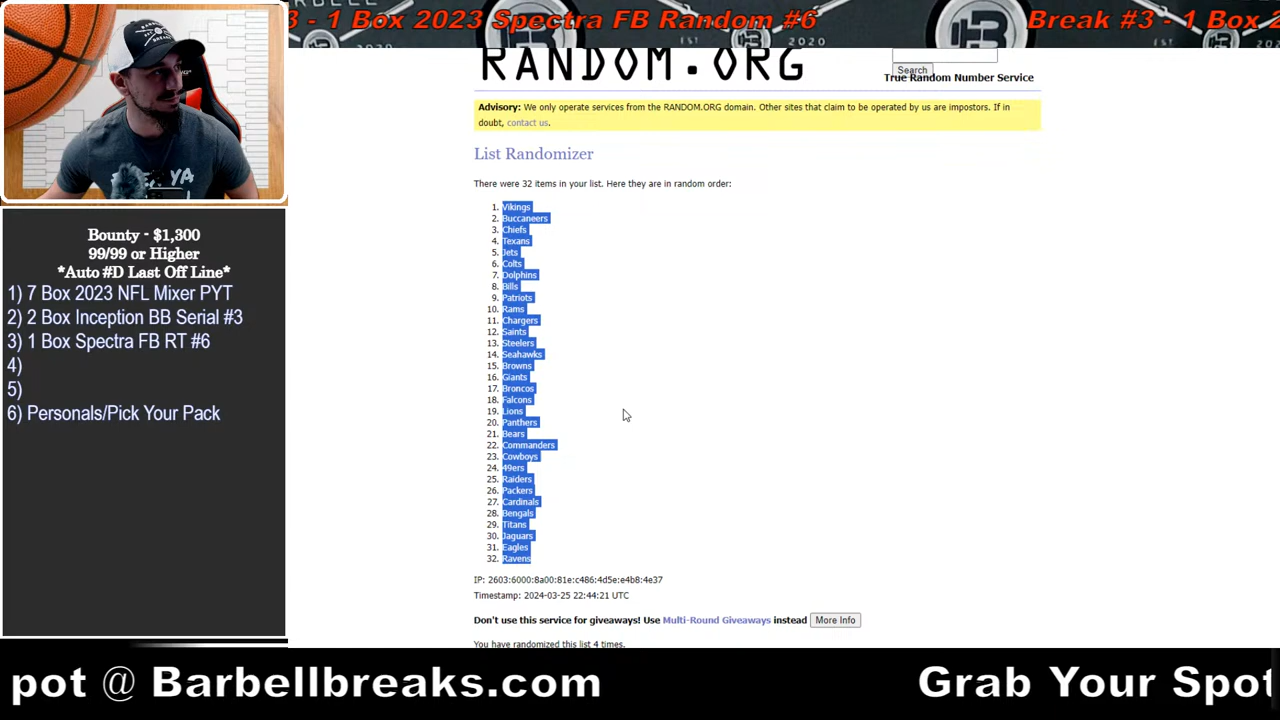 3 - 1 Box 2023 Spectra FB Random #6
Break #3 - 1 Box 2
EST
2020
RANDOM.ORG
Search
True Random Number Service
Advisory: We only operate services from the RANDOM.ORG domain. Other sites that claim to be operated by us are impostors. If in
doubt, contact us.
List Randomizer
There were 32 items in your list. Here they are in random order:
1. Vikings
2. Buccaneers
3. Chiefs
4. Texans
5. Jets
6. Colts
7. Dolphins
8. Bills
9. Patriots
10. Rams
11. Chargers
12. Saints
13. Steelers
14. Seahawks
15. Browns
16. Giants
17. Broncos
18. Falcons
19. Lions
20. Panthers
21. Bears
22. Commanders
23. Cowboys
24. 49ers
25. Raiders
26. Packers
27. Cardinals
28. Bengals
29. Titans
30. Jaguars
31. Eagles
32. Ravens
IP: 2603:6000:8a00:81e:c486:4d5e:e4b8:4e37
Timestamp: 2024-03-25 22:44:21 UTC
Don't use this service for giveaways! Use Multi-Round Giveaways instead More Info
You have randomized this list 4 times.
Bounty - $1,300
99/99 or Higher
*Auto #D Last Off Line*
1) 7 Box 2023 NFL Mixer PYT
2) 2 Box Inception BB Serial #3
3) 1 Box Spectra FB RT #6
4)
5)
6) Personals/Pick Your Pack
pot @ Barbellbreaks.com
Grab Your Spot